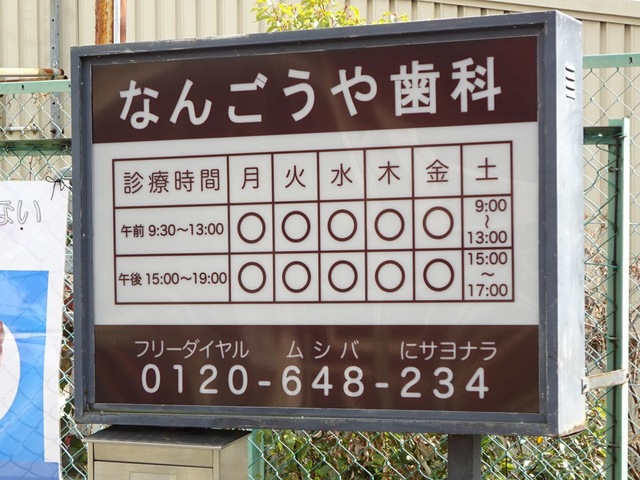 なんごうや歯科
診療時間 月 火 水 木 金 土
午前 9:30～13:00 ○ ○ ○ ○ ○ 9:00～13:00
午後 15:00～19:00 ○ ○ ○ ○ ○ 15:00～17:00
フリーダイヤル ムシバ にサヨナラ
0120-648-234
ない